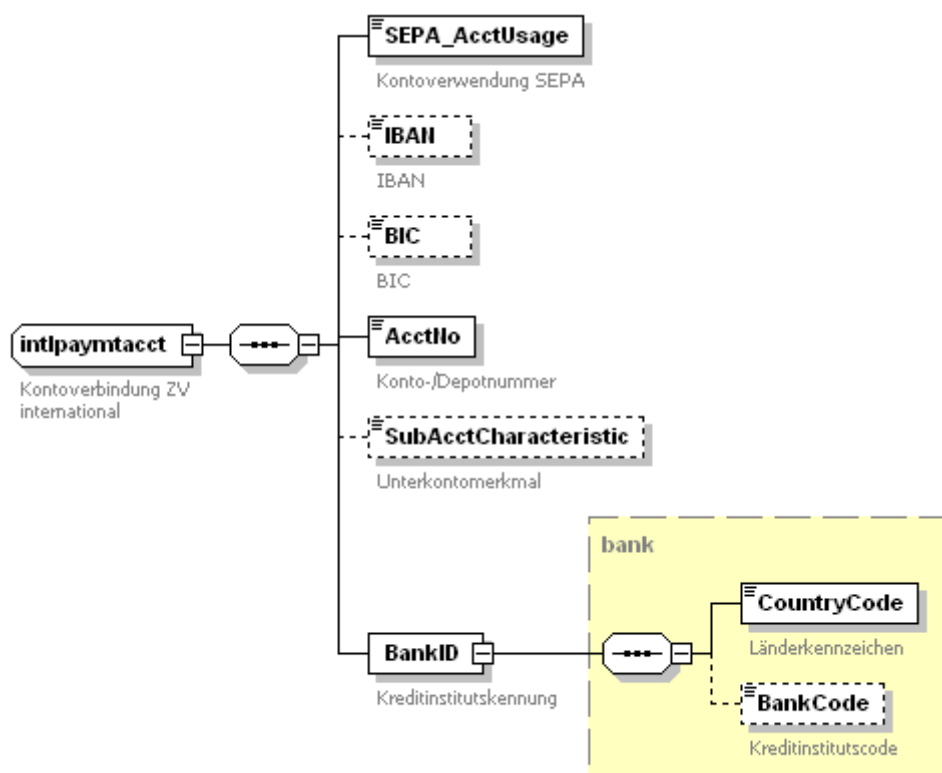 SEPA_AcctUsage
Kontoverwendung SEPA
IBAN
IBAN
BIC
BIC
intlpaymtacct
Kontoverbindung ZV
international
AcctNo
Konto-/Depotnummer
SubAcctCharacteristic
Unterkontomerkmal
bank
CountryCode
Länderkennzeichen
BankID
Kreditinstitutskennung
BankCode
Kreditinstitutscode